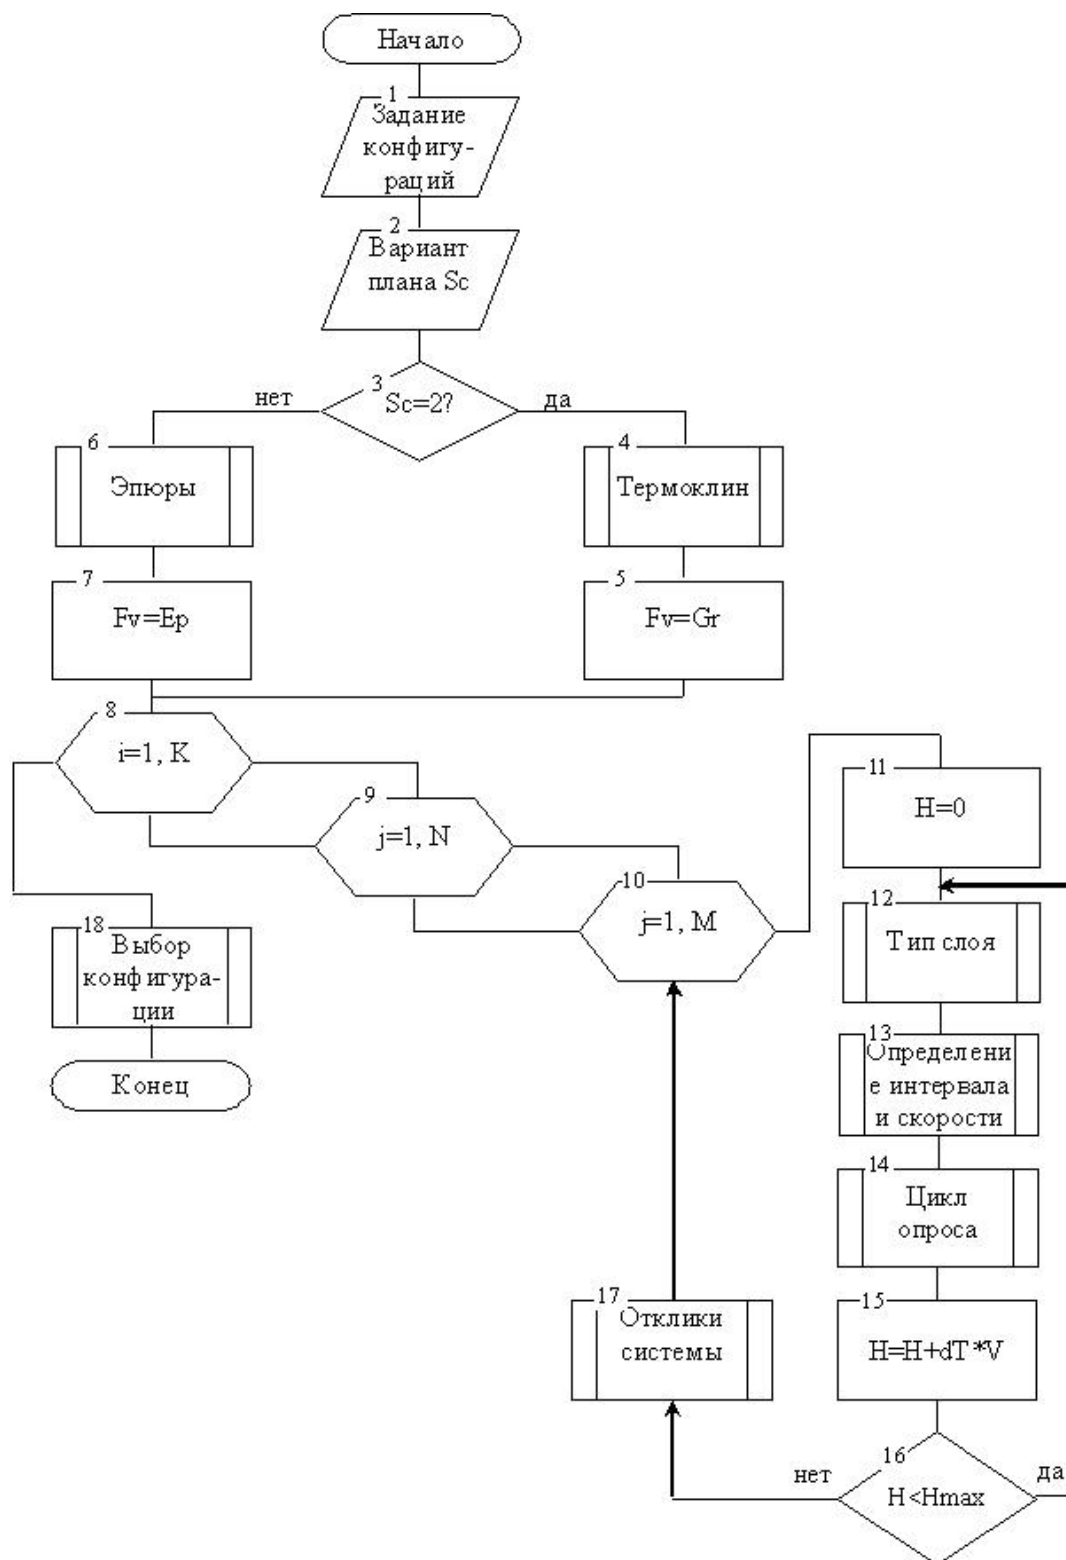 Начало
1
Задание
конфигу-
раций
2
Вариант
плана Sc
3
Sc=2?
нет
да
6
Эпюры
4
Термоклин
7
Fv=Ep
5
Fv=Gr
8
i=1, K
9
j=1, N
10
j=1, M
11
H=0
12
Тип слоя
13
Определени
е интервала
и скорости
14
Цикл
опроса
15
H=H+dT*V
16
H<Hmax
нет
да
17
Отклики
системы
18
Выбор
конфигура-
ции
Конец